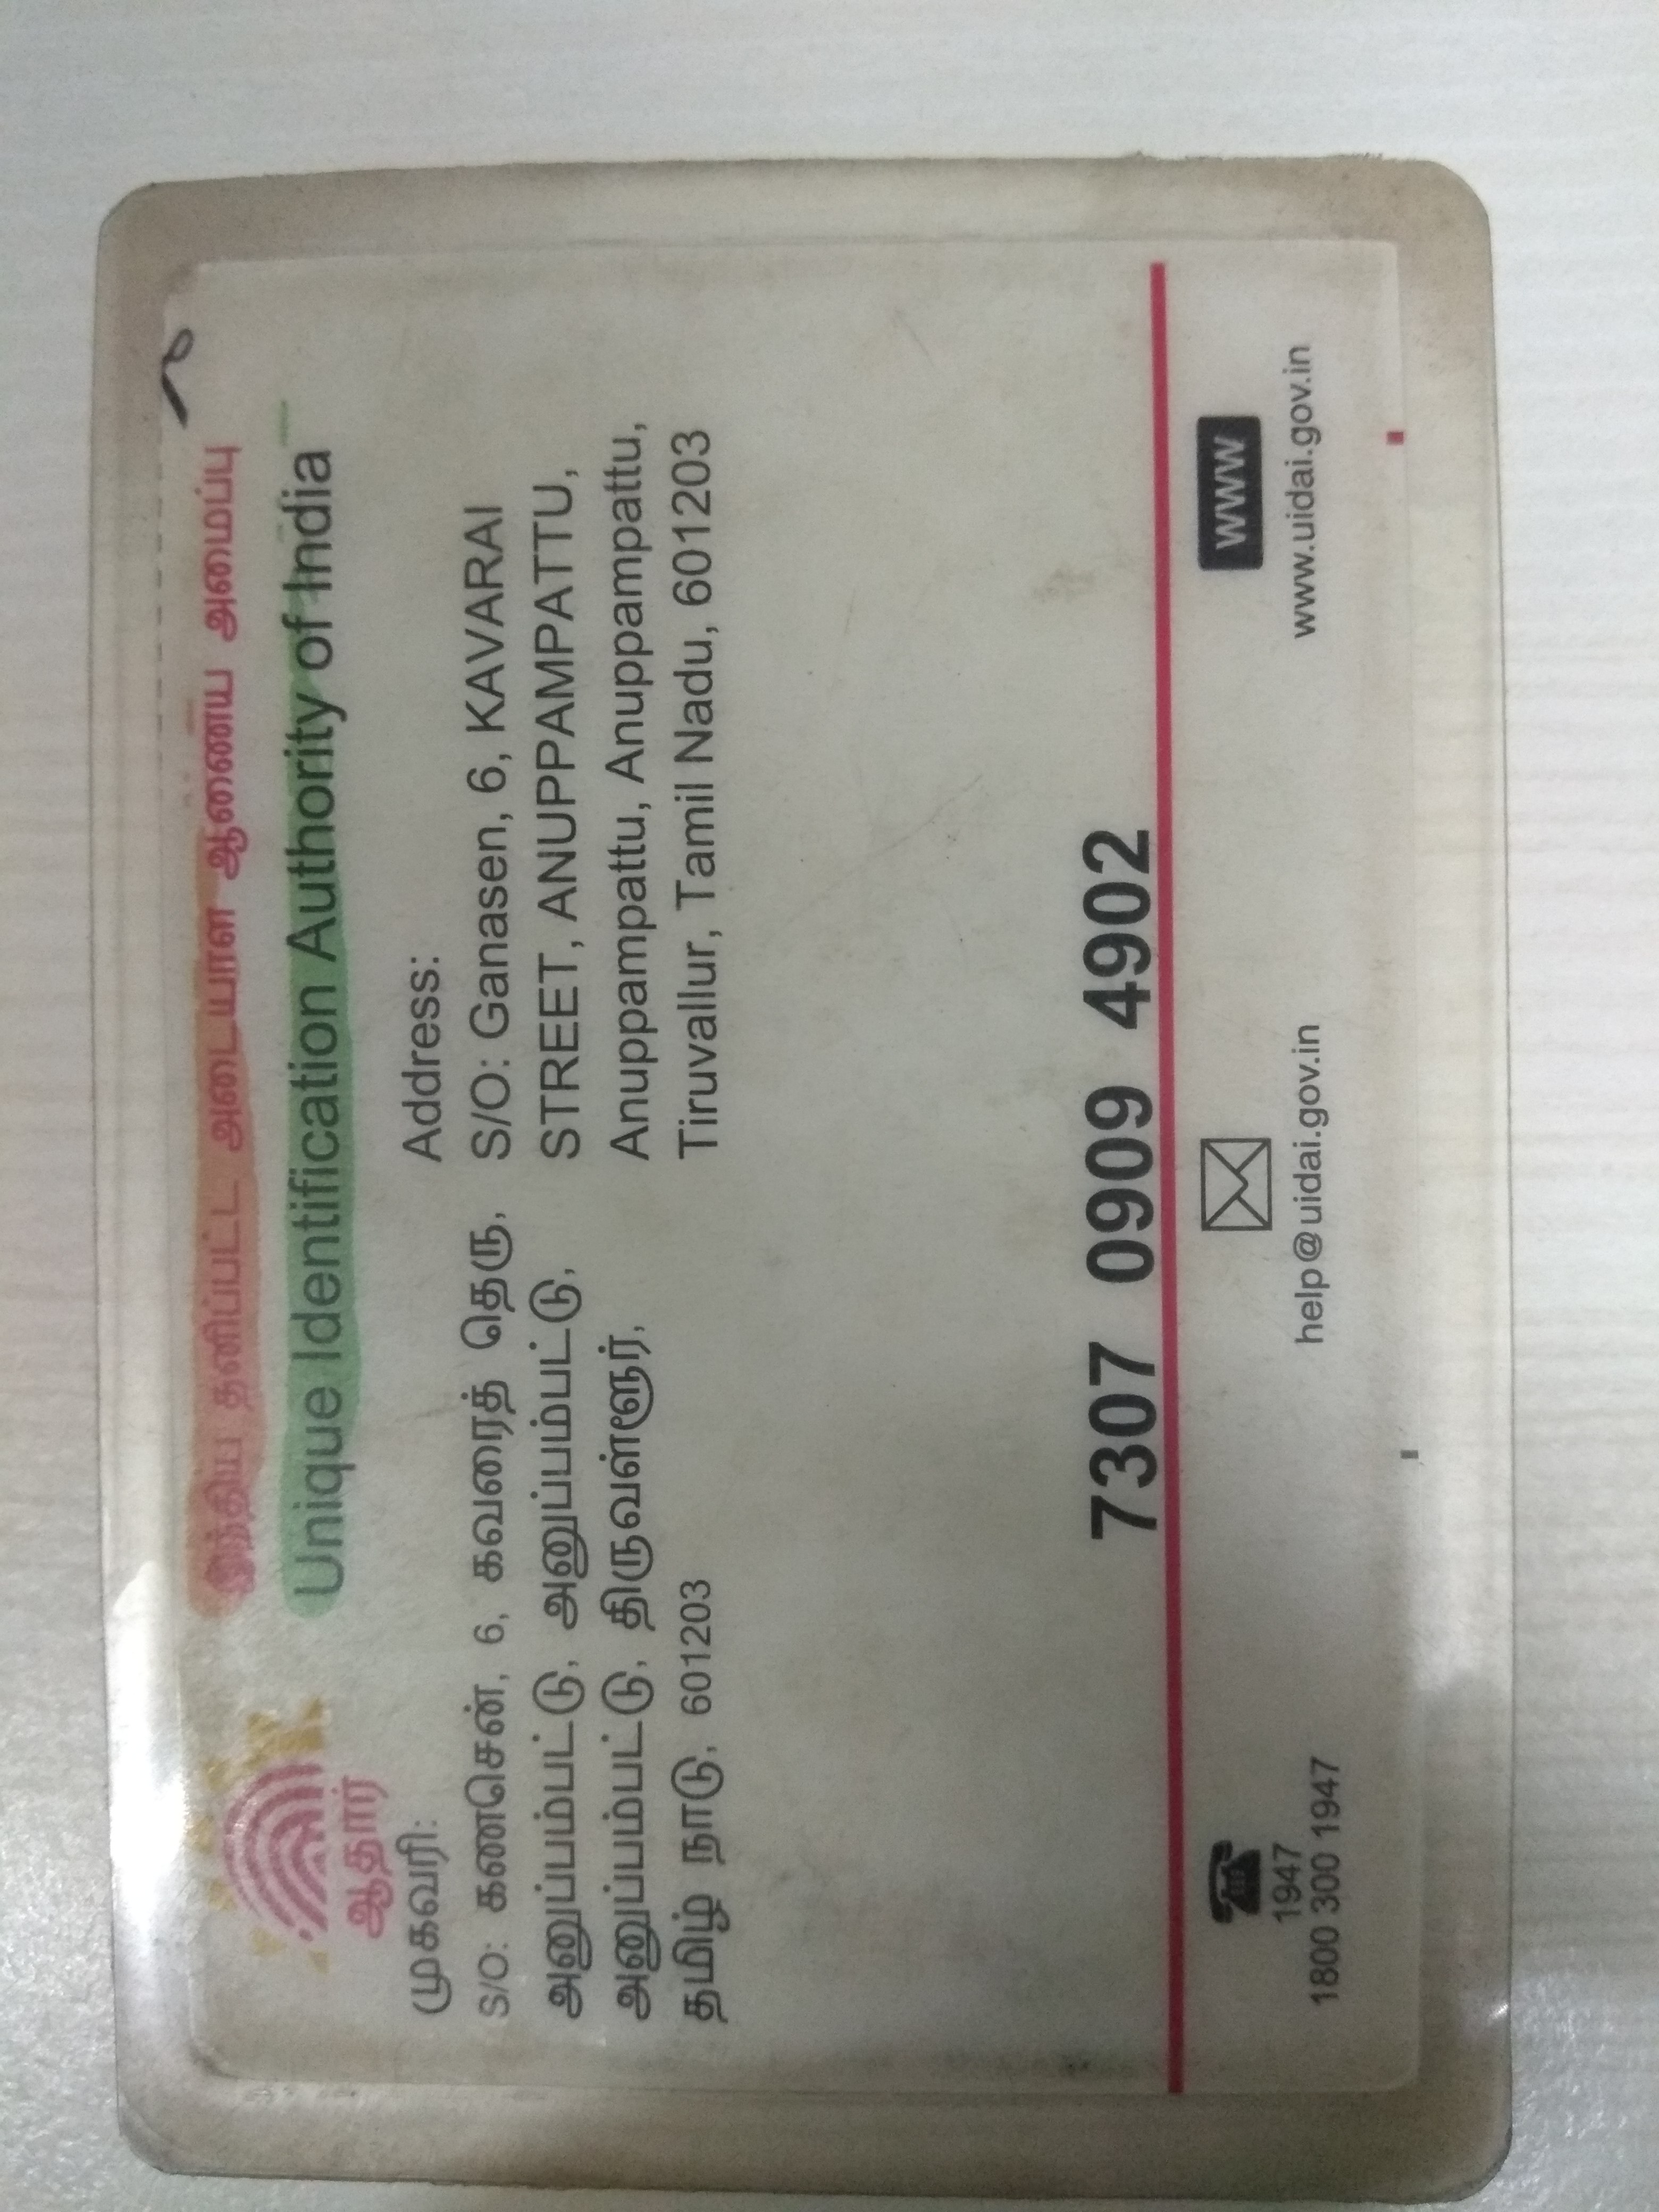 இந்திய தனிப்பட்ட அடையாள ஆணைய அமைப்பு
Unique Identification Authority of India
ஆதார்
முகவரி:
S/O: கணசென், 6, கவரைத் தெரு,
அனுப்பம்பட்டு, அனுப்பம்பட்டு,
அனுப்பம்பட்டு, திருவள்ளூர்,
தமிழ் நாடு, 601203
Address:
S/O: Ganasen, 6, KAVARAI
STREET, ANUPPAMPATTU,
Anuppampattu, Anuppampattu,
Tiruvallur, Tamil Nadu, 601203
7307 0909 4902
1947
1800 300 1947
help@uidai.gov.in
WWW
www.uidai.gov.in